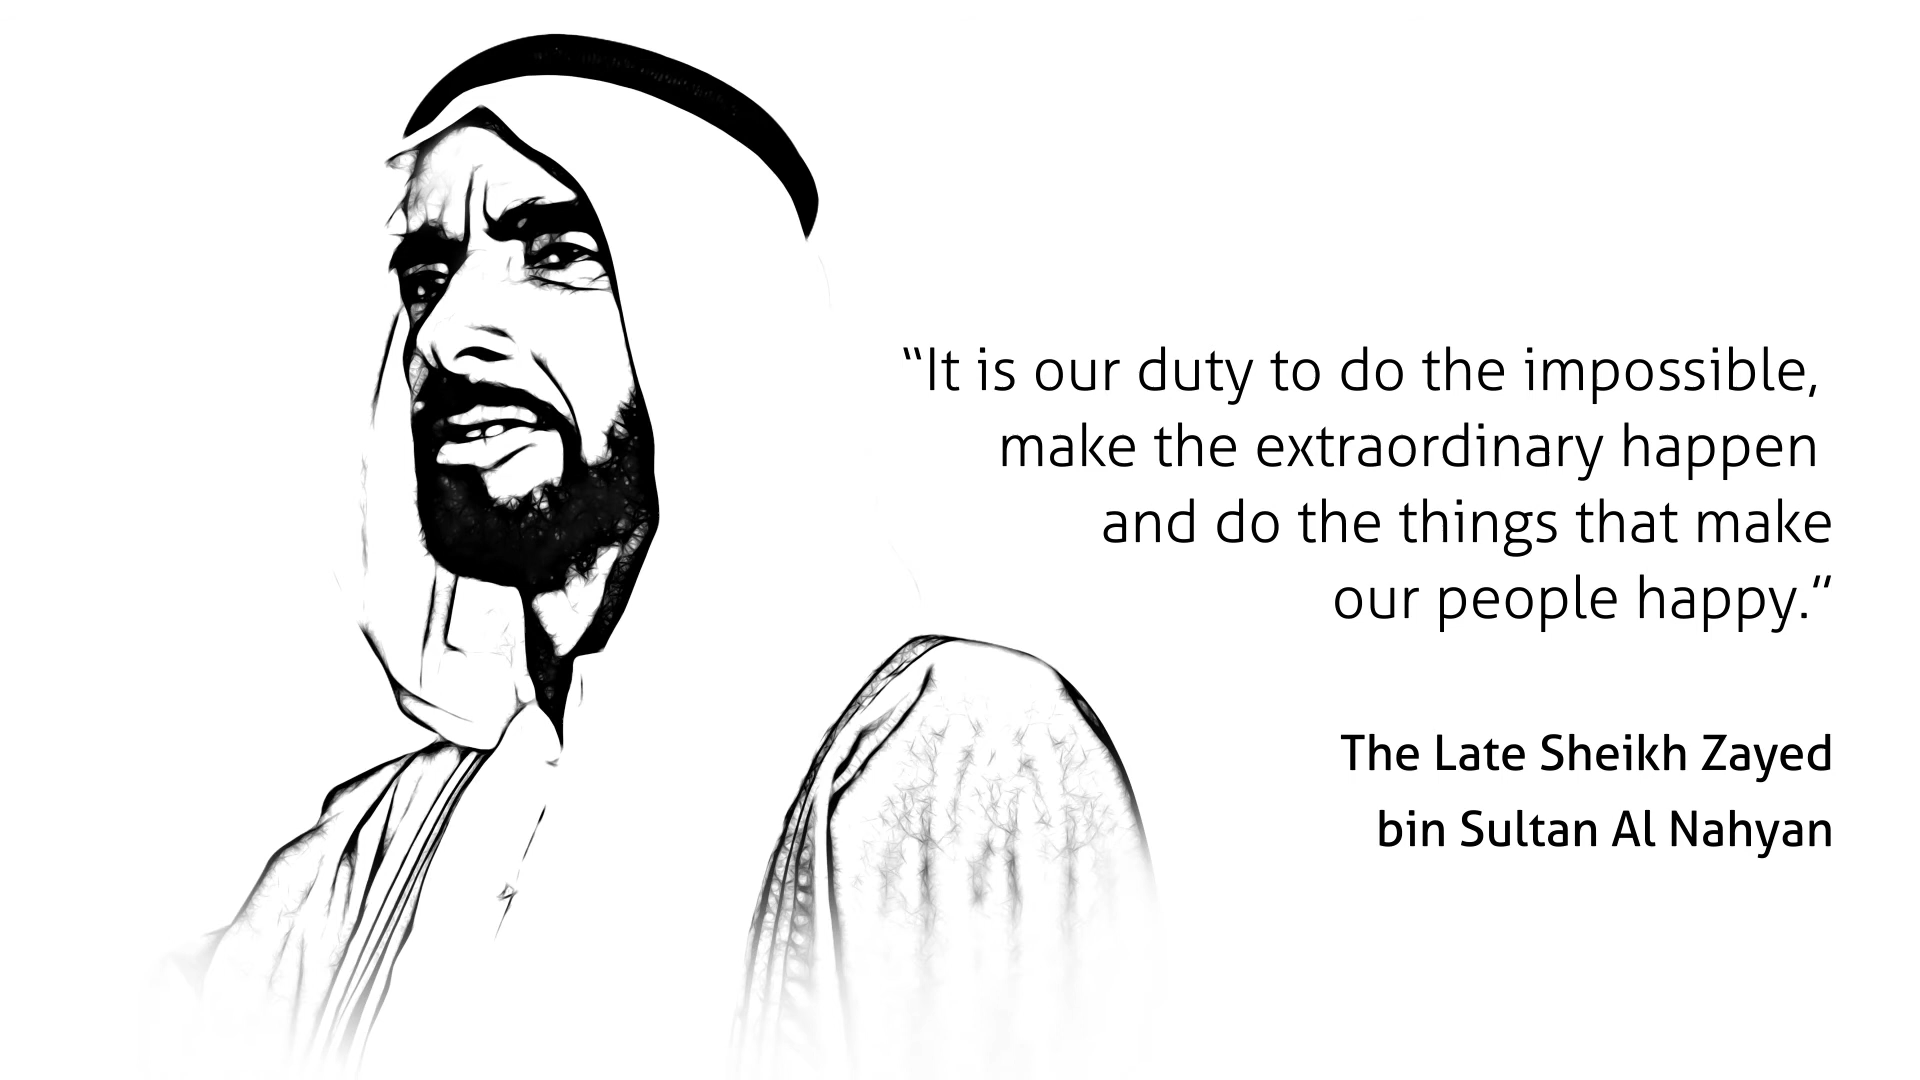 “It is our duty to do the impossible,
make the extraordinary happen
and do the things that make
our people happy.”
The Late Sheikh Zayed
bin Sultan Al Nahyan